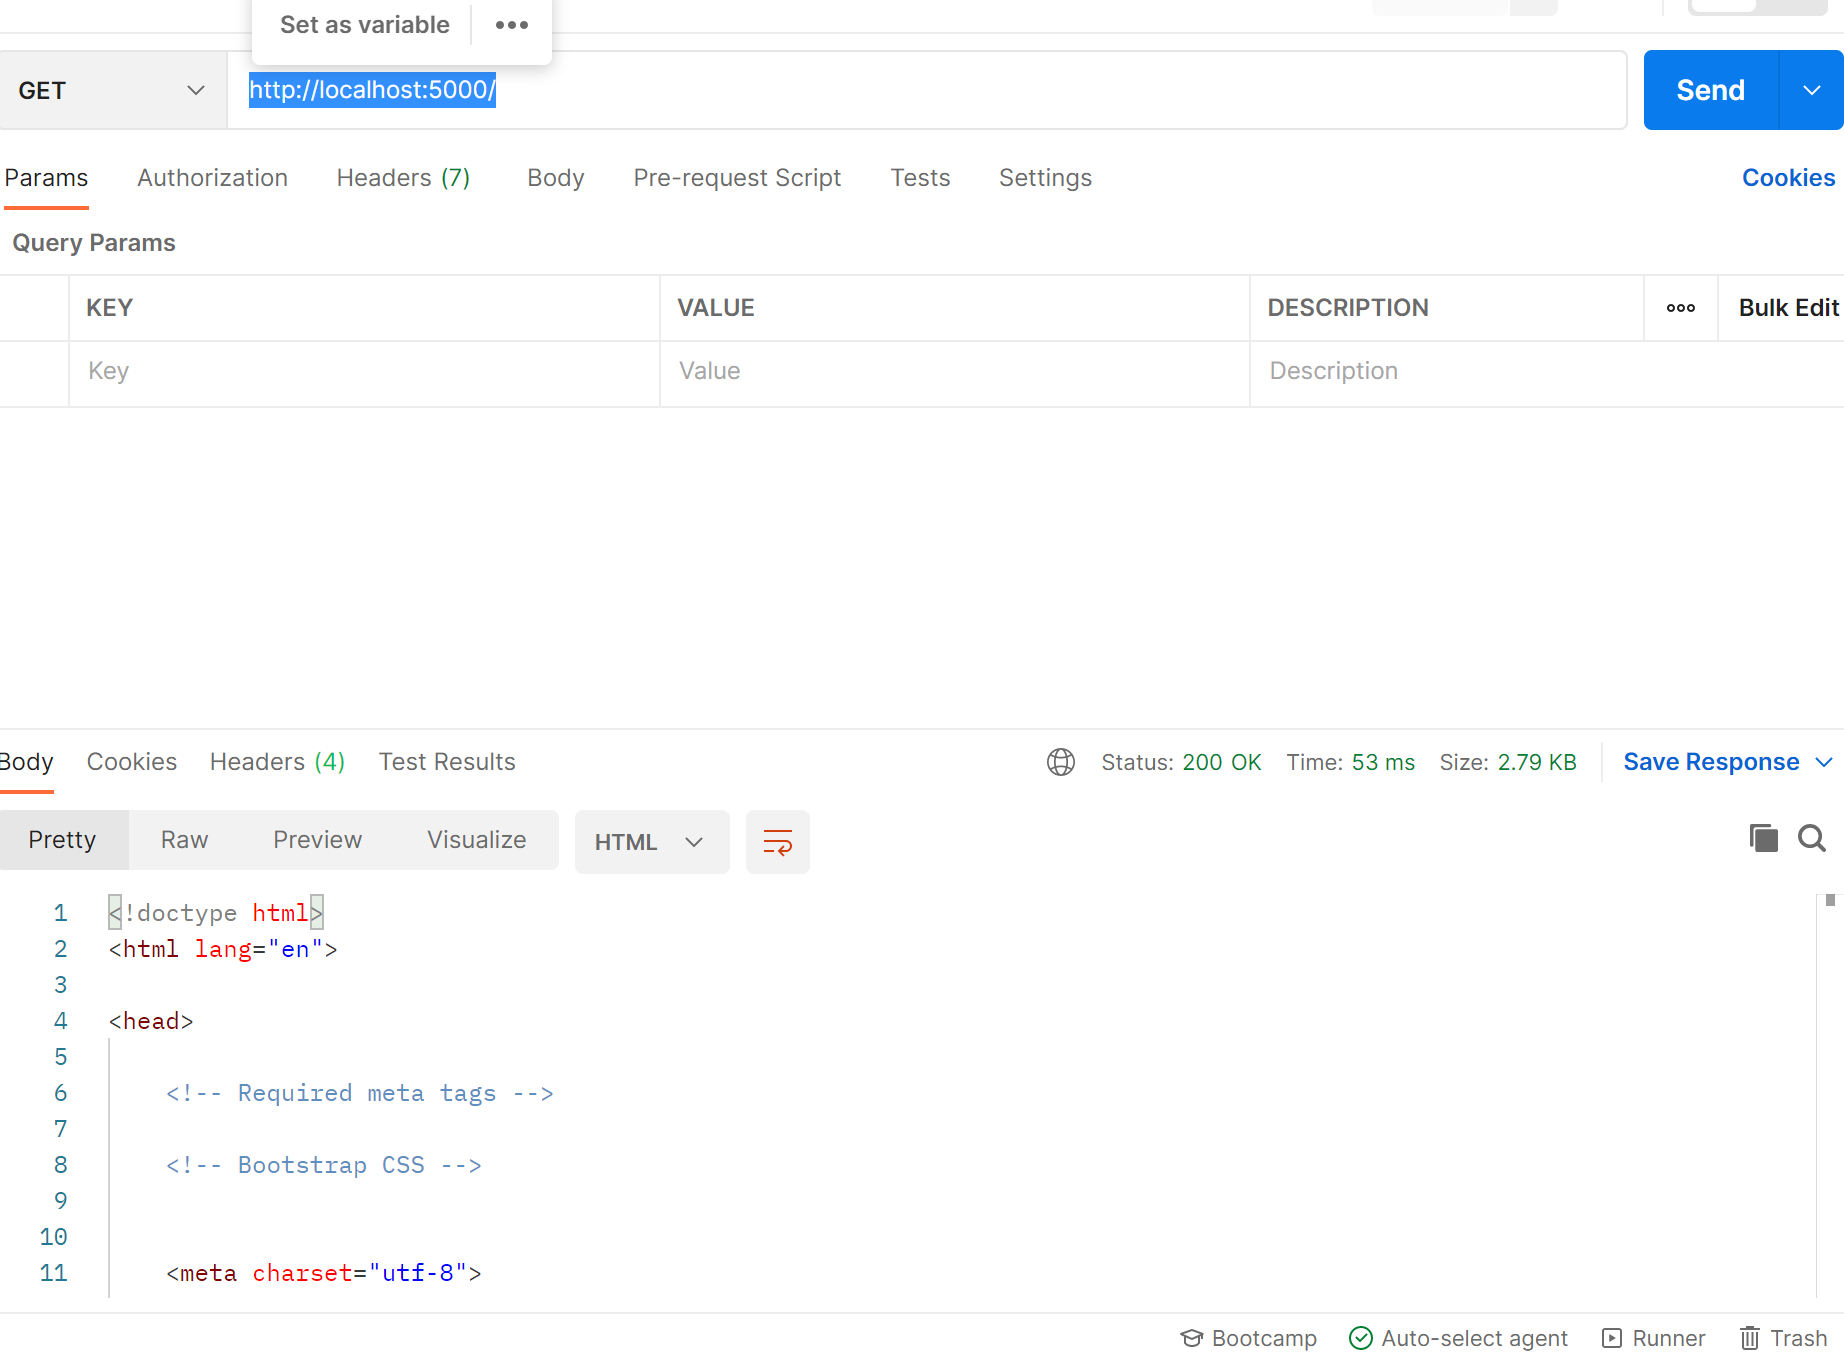 Set as variable •••
GET http://localhost:5000/ Send
Params Authorization Headers (7) Body Pre-request Script Tests Settings Cookies
Query Params
KEY VALUE DESCRIPTION Bulk Edit
Key Value Description
Body Cookies Headers (4) Test Results Status: 200 OK Time: 53 ms Size: 2.79 KB Save Response
Pretty Raw Preview Visualize HTML
1 <!doctype html>
2 <html lang="en">
3
4 <head>
5
6 <!-- Required meta tags -->
7
8 <!-- Bootstrap CSS -->
9
10
11 <meta charset="utf-8">
Bootcamp Auto-select agent Runner Trash